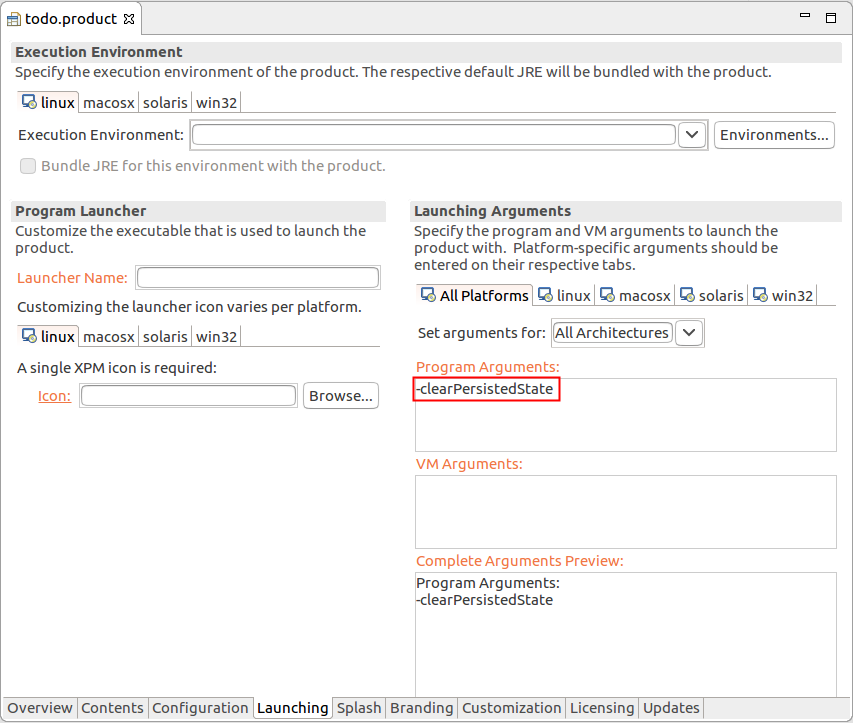 todo.product
Execution Environment
Specify the execution environment of the product. The respective default JRE will be bundled with the product.
linux macosx solaris win32
Execution Environment: Environments...
Bundle JRE for this environment with the product.
Program Launcher
Customize the executable that is used to launch the
product.
Launcher Name:
Customizing the launcher icon varies per platform.
linux macosx solaris win32
A single XPM icon is required:
Icon: Browse...
Launching Arguments
Specify the program and VM arguments to launch the
product with.  Platform-specific arguments should be
entered on their respective tabs.
All Platforms linux macosx solaris win32
Set arguments for: All Architectures
Program Arguments:
-clearPersistedState
VM Arguments:
Complete Arguments Preview:
Program Arguments:
-clearPersistedState
Overview Contents Configuration Launching Splash Branding Customization Licensing Updates